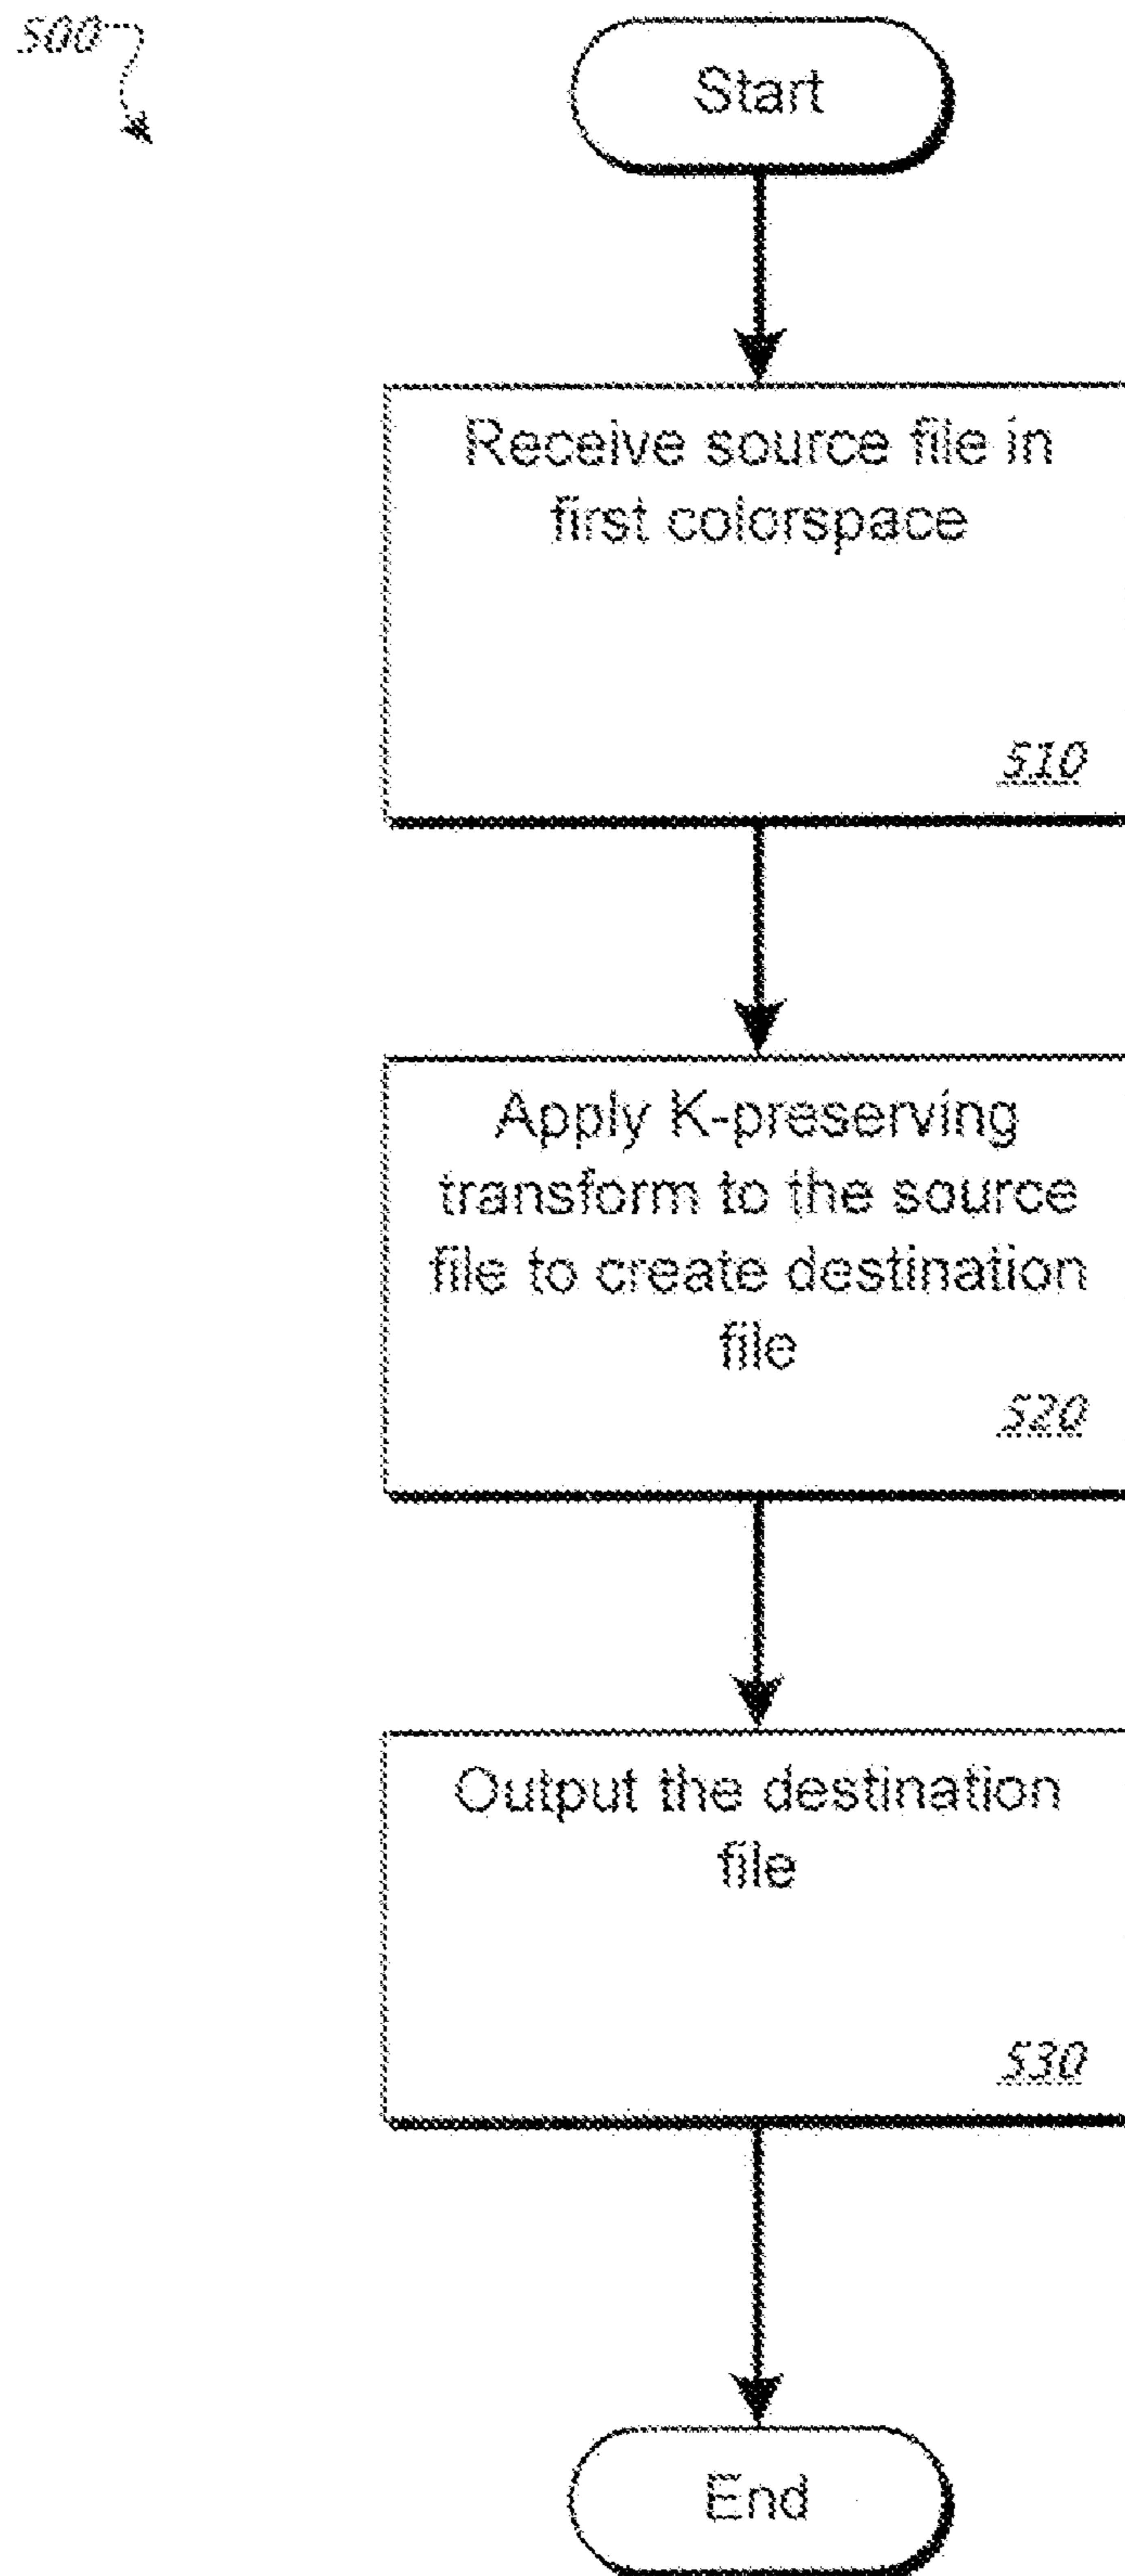 500
Start
Receive source file in
first colorspace
510
Apply K-preserving
transform to the source
file to create destination
file
520
Output the destination
file
530
End